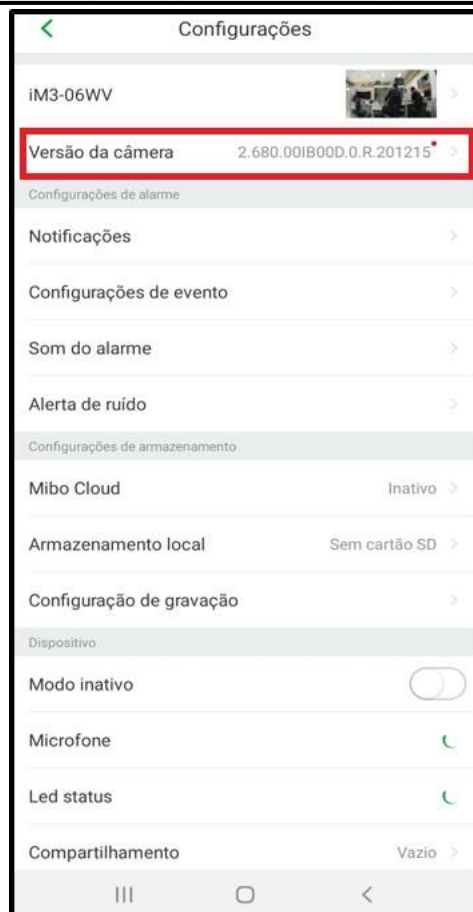 Configurações
iM3-06WV
Versão da câmera 2.680.00IB00D.0.R.201215
Configurações de alarme
Notificações
Configurações de evento
Som do alarme
Alerta de ruído
Configurações de armazenamento
Mibo Cloud Inativo
Armazenamento local Sem cartão SD
Configuração de gravação
Dispositivo
Modo inativo
Microfone
Led status
Compartilhamento Vazio